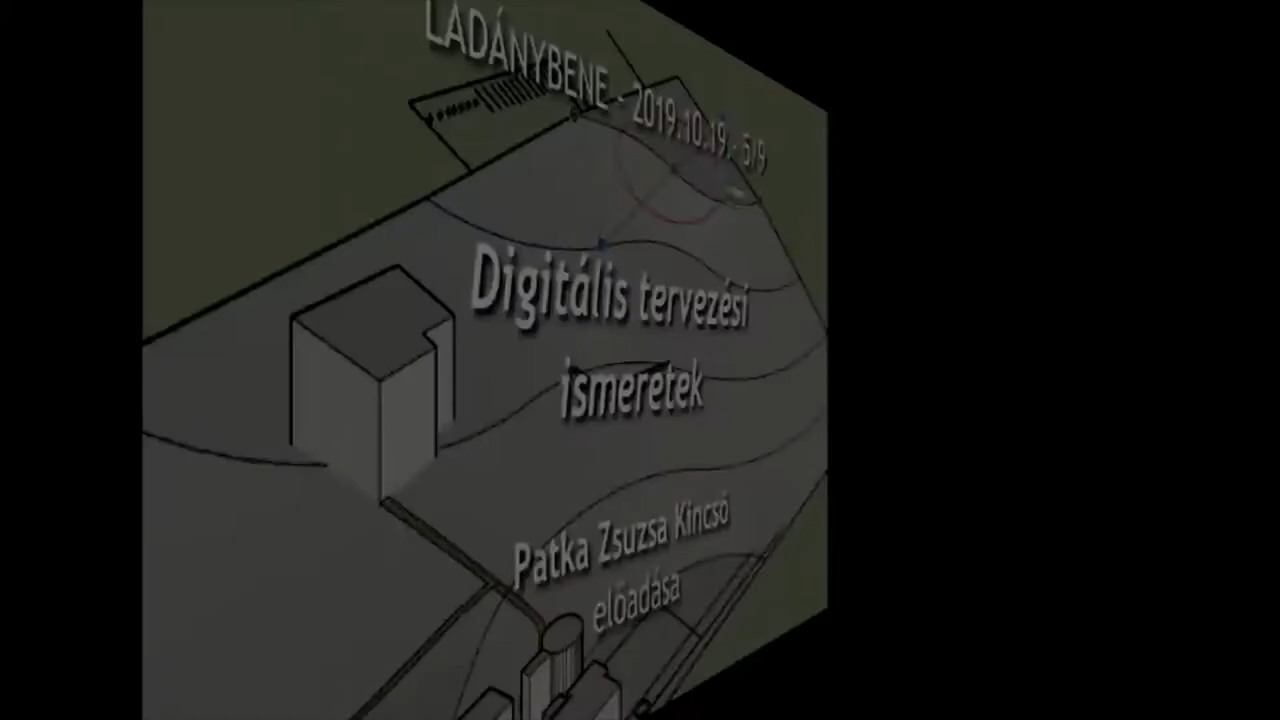 LADÁNYBENE - 2019.10.19.- 5/9
Digitális tervezési
ismeretek
Patka Zsuzsa Kincső
előadása